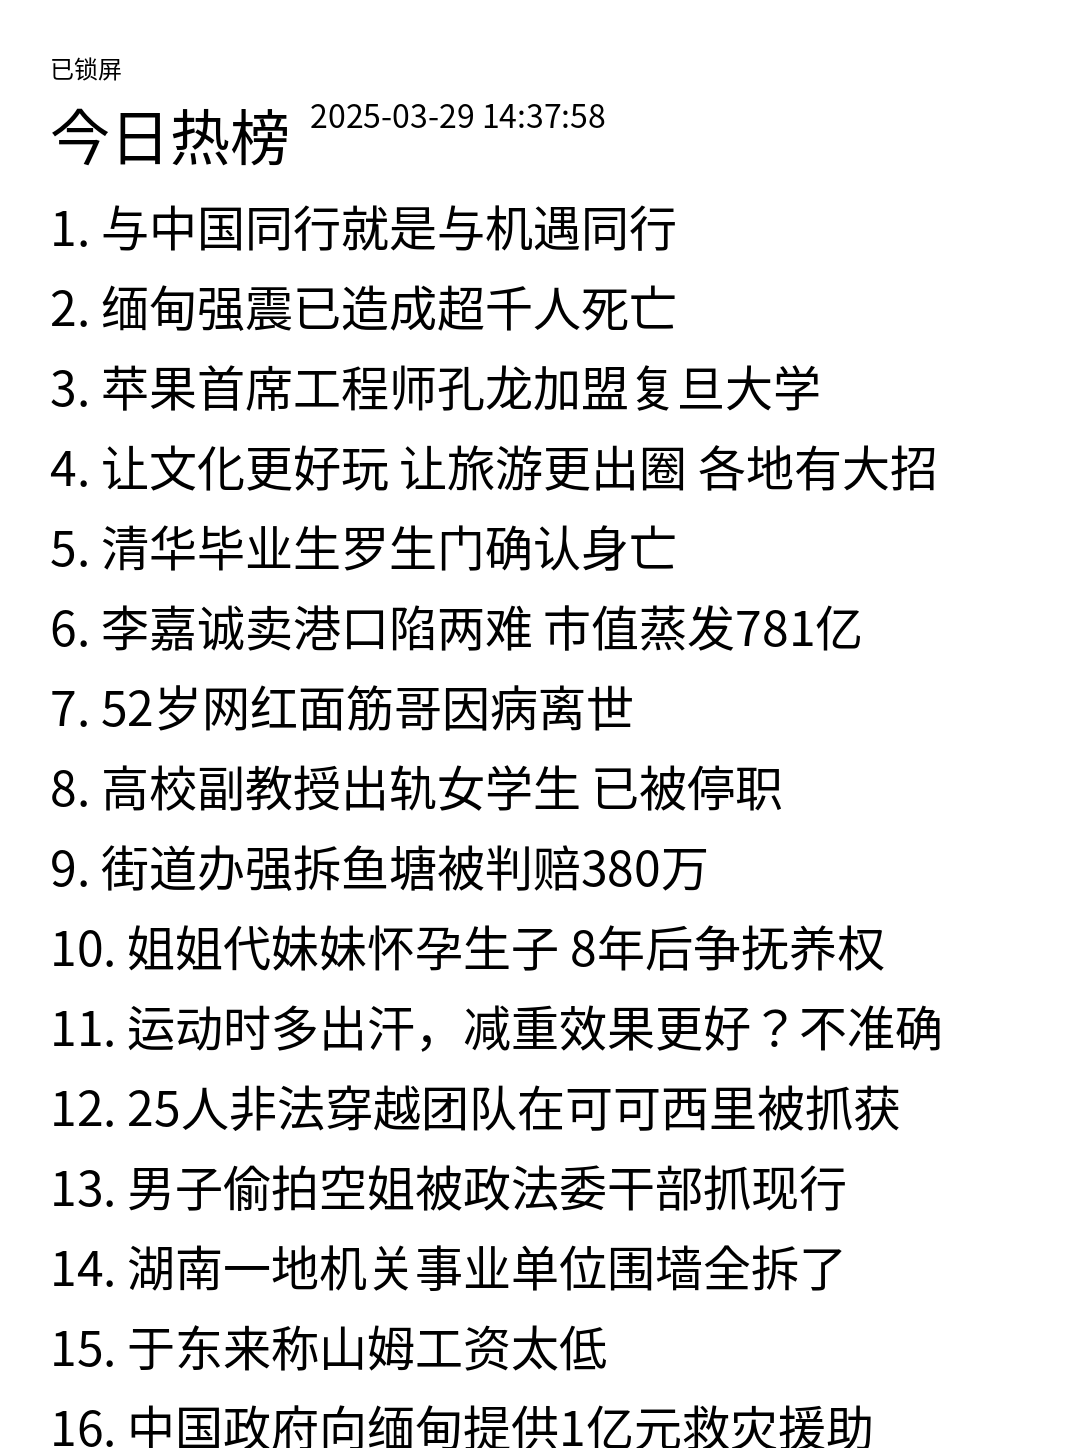 已锁屏
今日热榜 2025-03-29 14:37:58
1. 与中国同行就是与机遇同行
2. 缅甸强震已造成超千人死亡
3. 苹果首席工程师孔龙加盟复旦大学
4. 让文化更好玩 让旅游更出圈 各地有大招
5. 清华毕业生罗生门确认身亡
6. 李嘉诚卖港口陷两难 市值蒸发781亿
7. 52岁网红面筋哥因病离世
8. 高校副教授出轨女学生 已被停职
9. 街道办强拆鱼塘被判赔380万
10. 姐姐代妹妹怀孕生子 8年后争抚养权
11. 运动时多出汗，减重效果更好？不准确
12. 25人非法穿越团队在可可西里被抓获
13. 男子偷拍空姐被政法委干部抓现行
14. 湖南一地机关事业单位围墙全拆了
15. 于东来称山姆工资太低
16. 中国政府向缅甸提供1亿元救灾援助